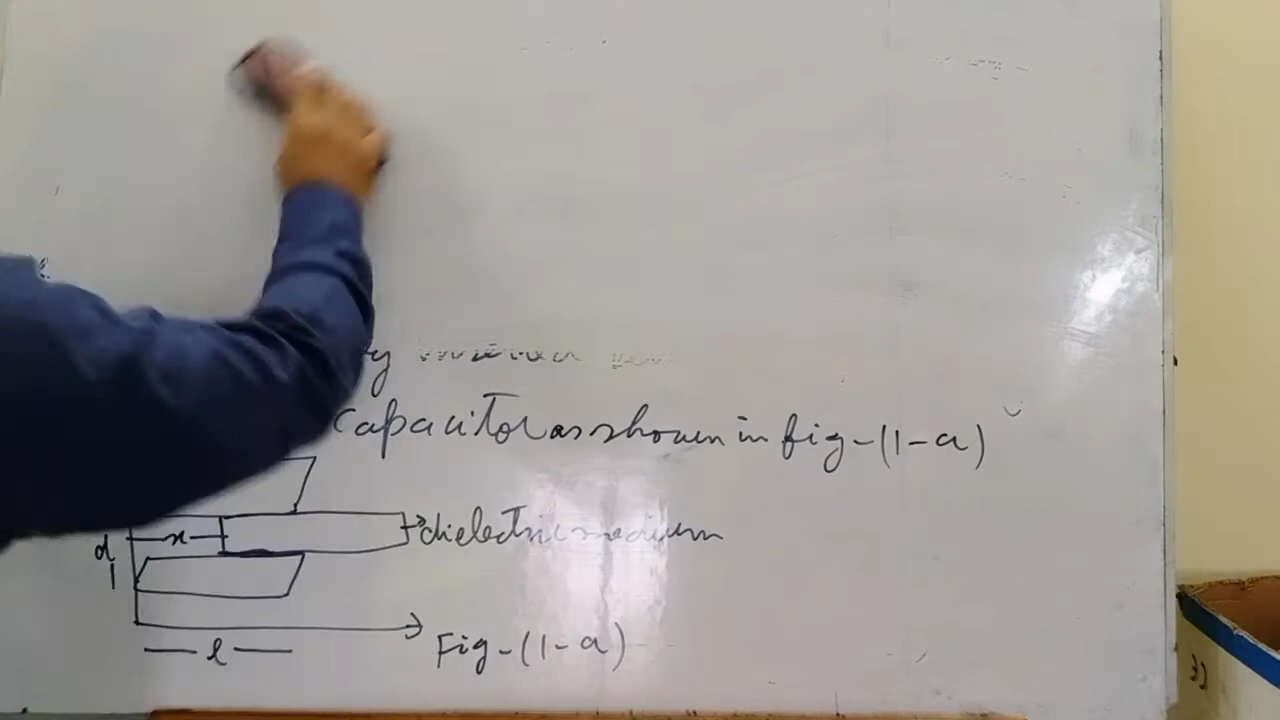 y
capacitor as shown in fig-(1-a)
x
→dielectric medium
d
l
Fig-(1-a)